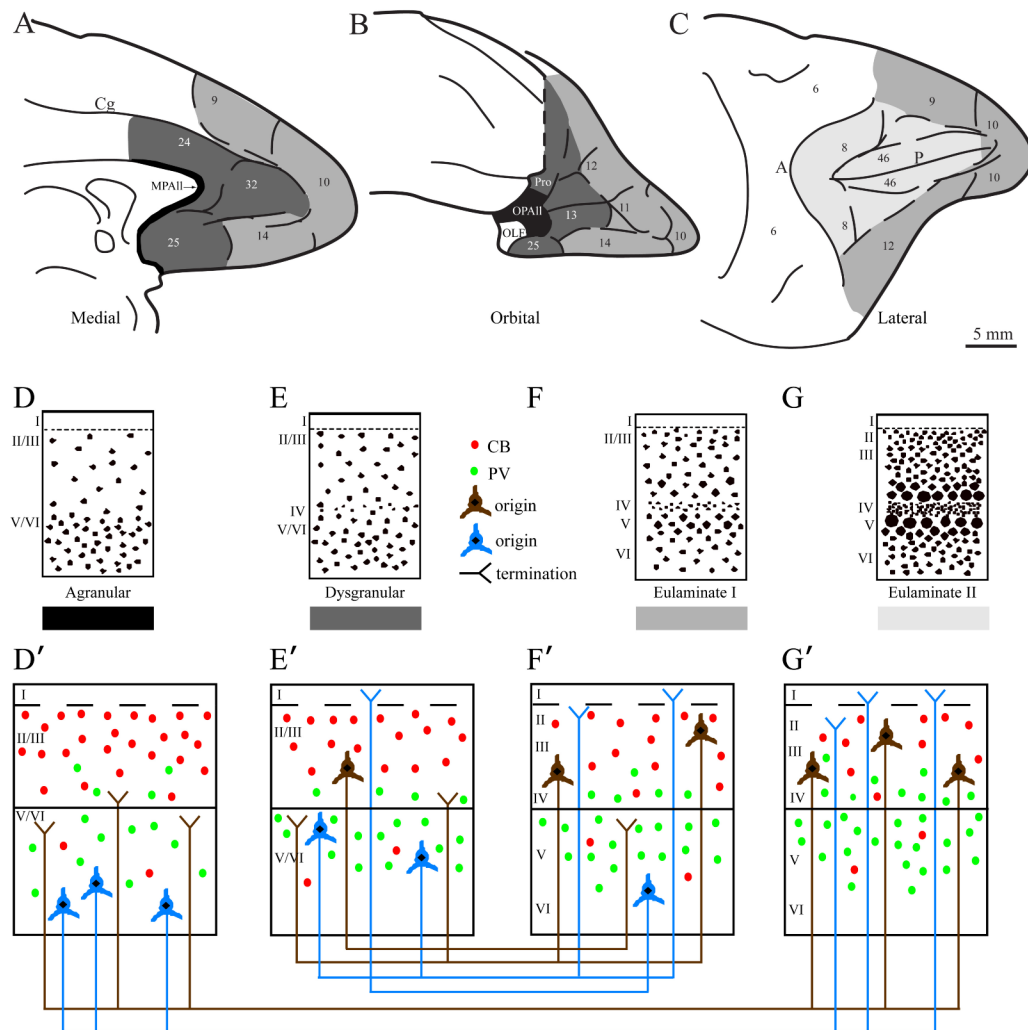 A
B
C
Cg
9
24
MPAll
32
10
25
14
Medial
12
Pro
OPAll
13
11
OLF
25
14
10
Orbital
6
9
10
8
P
A
46
46
10
8
6
12
Lateral
5 mm
D
E
F
G
I
II/III
V/VI
Agranular
I
II/III
IV
V/VI
Dysgranular
CB
PV
origin
origin
termination
I
II/III
IV
V
VI
Eulaminate I
I
II
III
IV
V
VI
Eulaminate II
D′
E′
F′
G′
I
II/III
V/VI
I
II/III
V/VI
I
II
III
IV
V
VI
I
II
III
IV
V
VI